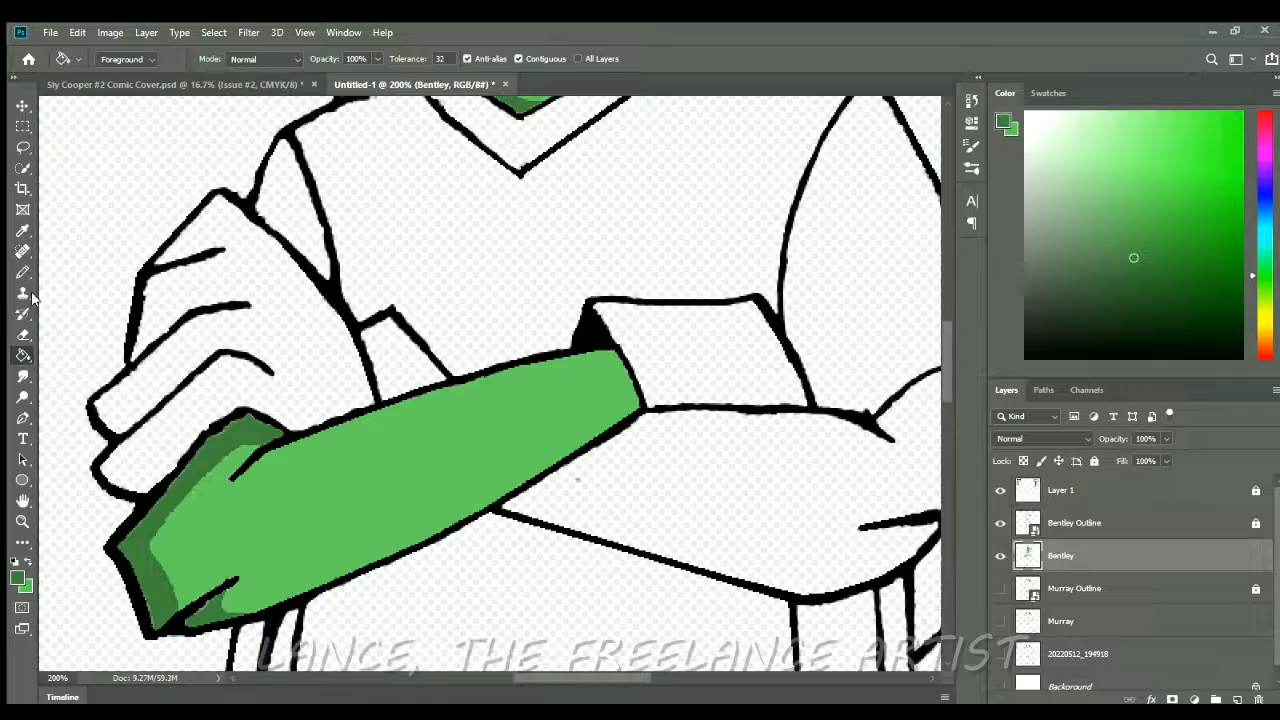 Ps File Edit Image Layer Type Select Filter 3D View Window Help
Foreground Mode: Normal Opacity: 100% Tolerance: 32 Anti-alias Contiguous All Layers
Sly Cooper #2 Comic Cover.psd @ 16.7% (Issue #2, CMYK/8) * × Untitled-1 @ 200% (Bentley, RGB/8#) * ×
Color Swatches
Layers Paths Channels
Kind
Normal Opacity: 100%
Lock: Fill: 100%
Layer 1
Bentley Outline
Bentley
Murray Outline
Murray
20220512_194918
Background
LANCE, THE FREELANCE ARTIST
200% Doc: 9.27M/59.3M
Timeline